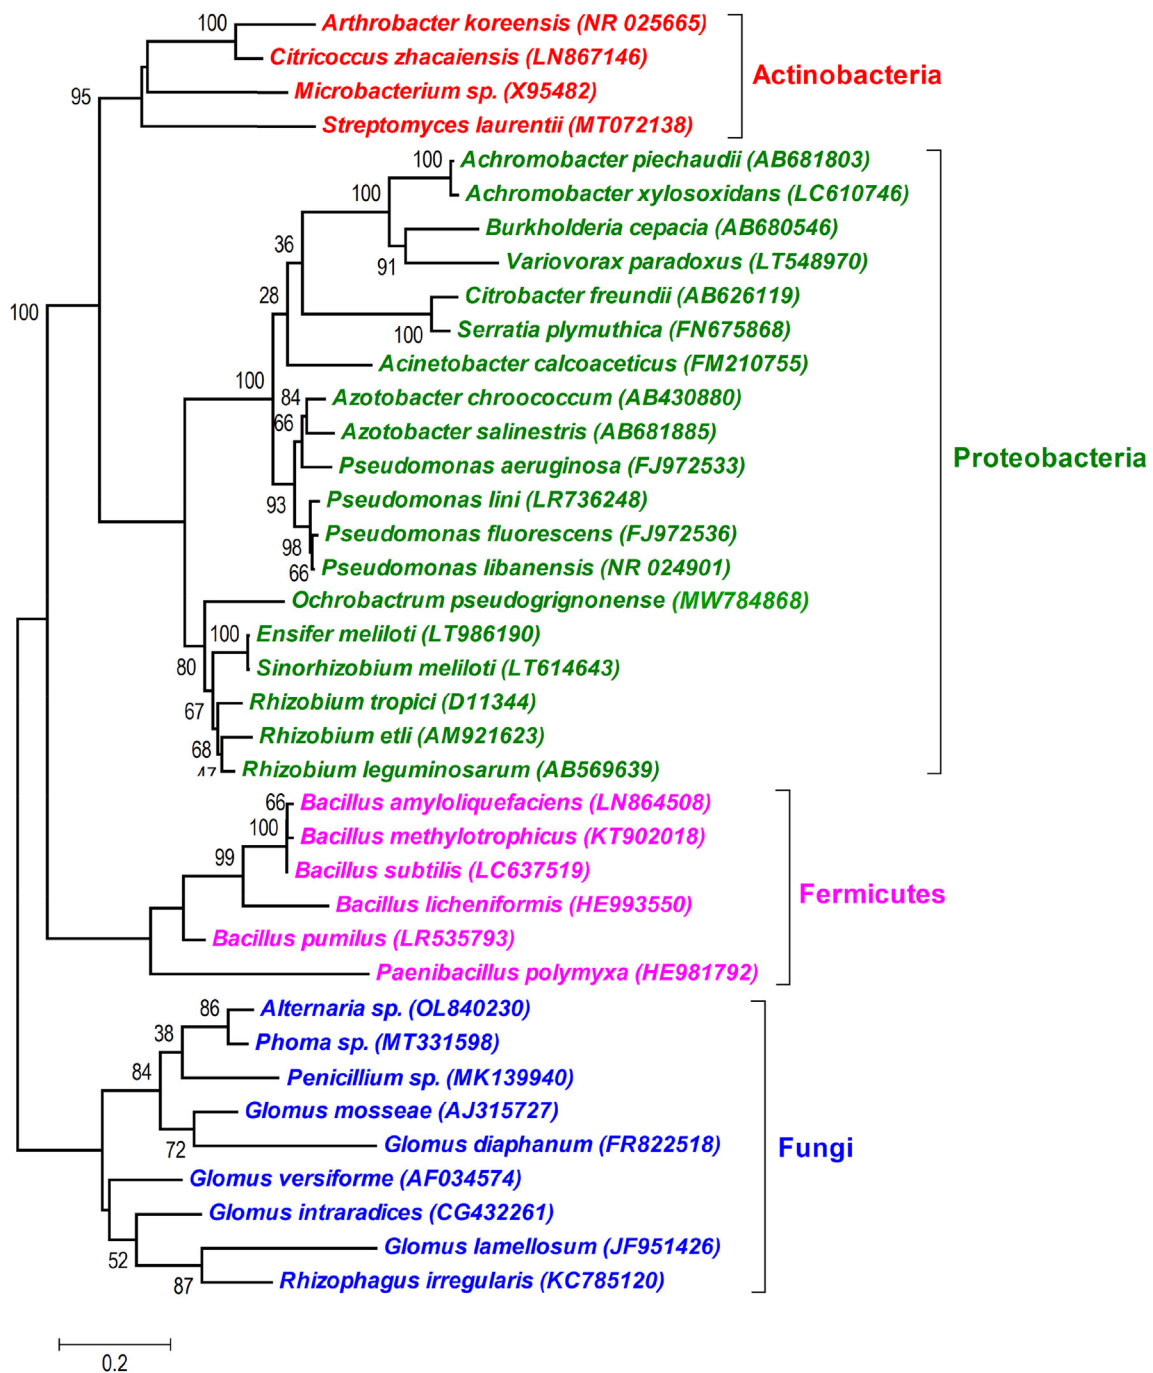 100
Arthrobacter koreensis (NR 025665)
Citricoccus zhacaiensis (LN867146)
Actinobacteria
Microbacterium sp. (X95482)
95
Streptomyces laurentii (MT072138)
100
Achromobacter piechaudii (AB681803)
100
Achromobacter xylosoxidans (LC610746)
Burkholderia cepacia (AB680546)
36
91
Variovorax paradoxus (LT548970)
28
Citrobacter freundii (AB626119)
100
100
Serratia plymuthica (FN675868)
Acinetobacter calcoaceticus (FM210755)
100
84
Azotobacter chroococcum (AB430880)
66
Azotobacter salinestris (AB681885)
Proteobacteria
Pseudomonas aeruginosa (FJ972533)
93
Pseudomonas lini (LR736248)
Pseudomonas fluorescens (FJ972536)
98
66
Pseudomonas libanensis (NR 024901)
Ochrobactrum pseudogrignonense (MW784868)
100
Ensifer meliloti (LT986190)
80
Sinorhizobium meliloti (LT614643)
Rhizobium tropici (D11344)
67
Rhizobium etli (AM921623)
68
47
Rhizobium leguminosarum (AB569639)
66
Bacillus amyloliquefaciens (LN864508)
100
Bacillus methylotrophicus (KT902018)
99
Bacillus subtilis (LC637519)
Fermicutes
Bacillus licheniformis (HE993550)
Bacillus pumilus (LR535793)
Paenibacillus polymyxa (HE981792)
86
Alternaria sp. (OL840230)
38
Phoma sp. (MT331598)
84
Penicillium sp. (MK139940)
Glomus mosseae (AJ315727)
72
Glomus diaphanum (FR822518)
Fungi
Glomus versiforme (AF034574)
Glomus intraradices (CG432261)
52
Glomus lamellosum (JF951426)
87
Rhizophagus irregularis (KC785120)
0.2